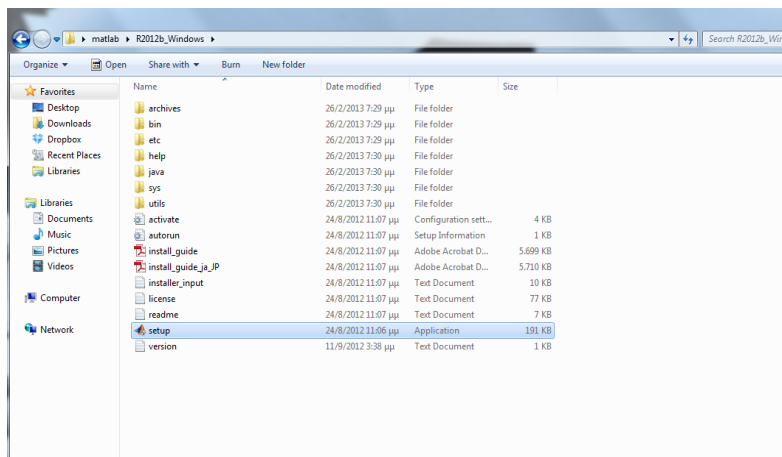 matlab R2012b_Windows Search R2012b_Win
Organize Open Share with Burn New folder
Name Date modified Type Size
Favorites
Desktop
Downloads
Dropbox
Recent Places
Libraries
Libraries
Documents
Music
Pictures
Videos
Computer
Network
archives 26/2/2013 7:29 μμ File folder
bin 26/2/2013 7:29 μμ File folder
etc 26/2/2013 7:29 μμ File folder
help 26/2/2013 7:30 μμ File folder
java 26/2/2013 7:30 μμ File folder
sys 26/2/2013 7:30 μμ File folder
utils 26/2/2013 7:30 μμ File folder
activate 24/8/2012 11:07 μμ Configuration sett... 4 KB
autorun 24/8/2012 11:07 μμ Setup Information 1 KB
install_guide 24/8/2012 11:07 μμ Adobe Acrobat D... 5.699 KB
install_guide_ja_JP 24/8/2012 11:07 μμ Adobe Acrobat D... 5.710 KB
installer_input 24/8/2012 11:07 μμ Text Document 10 KB
license 24/8/2012 11:07 μμ Text Document 77 KB
readme 24/8/2012 11:07 μμ Text Document 7 KB
setup 24/8/2012 11:06 μμ Application 191 KB
version 11/9/2012 3:38 μμ Text Document 1 KB